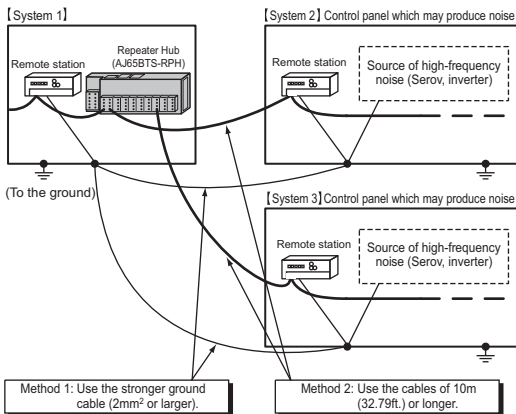 【System 1】
Repeater Hub
(AJ65BTS-RPH)
Remote station
(To the ground)
【System 2】Control panel which may produce noise
Remote station
Source of high-frequency
noise (Serov, inverter)
【System 3】Control panel which may produce noise
Remote station
Source of high-frequency
noise (Serov, inverter)
Method 1: Use the stronger ground
cable (2mm² or larger).
Method 2: Use the cables of 10m
(32.79ft.) or longer.